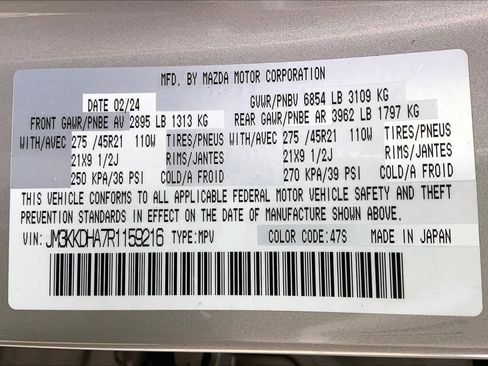 MFD. BY MAZDA MOTOR CORPORATION
DATE 02/24 GVWR/PNBV 6854 LB 3109 KG
FRONT GAWR/PNBE AV 2895 LB 1313 KG REAR GAWR/PNBE AR 3962 LB 1797 KG
WITH/AVEC 275 /45R21 110W TIRES/PNEUS WITH/AVEC 275 /45R21 110W TIRES/PNEUS
21X9 1/2J RIMS/JANTES 21X9 1/2J RIMS/JANTES
250 KPA/36 PSI COLD/A FROID 270 KPA/39 PSI COLD/A FROID
THIS VEHICLE CONFORMS TO ALL APPLICABLE FEDERAL MOTOR VEHICLE SAFETY AND THEFT
PREVENTION STANDARDS IN EFFECT ON THE DATE OF MANUFACTURE SHOWN ABOVE.
VIN: JM3KKDHA7R1159216 TYPE:MPV COLOR CODE:47S MADE IN JAPAN